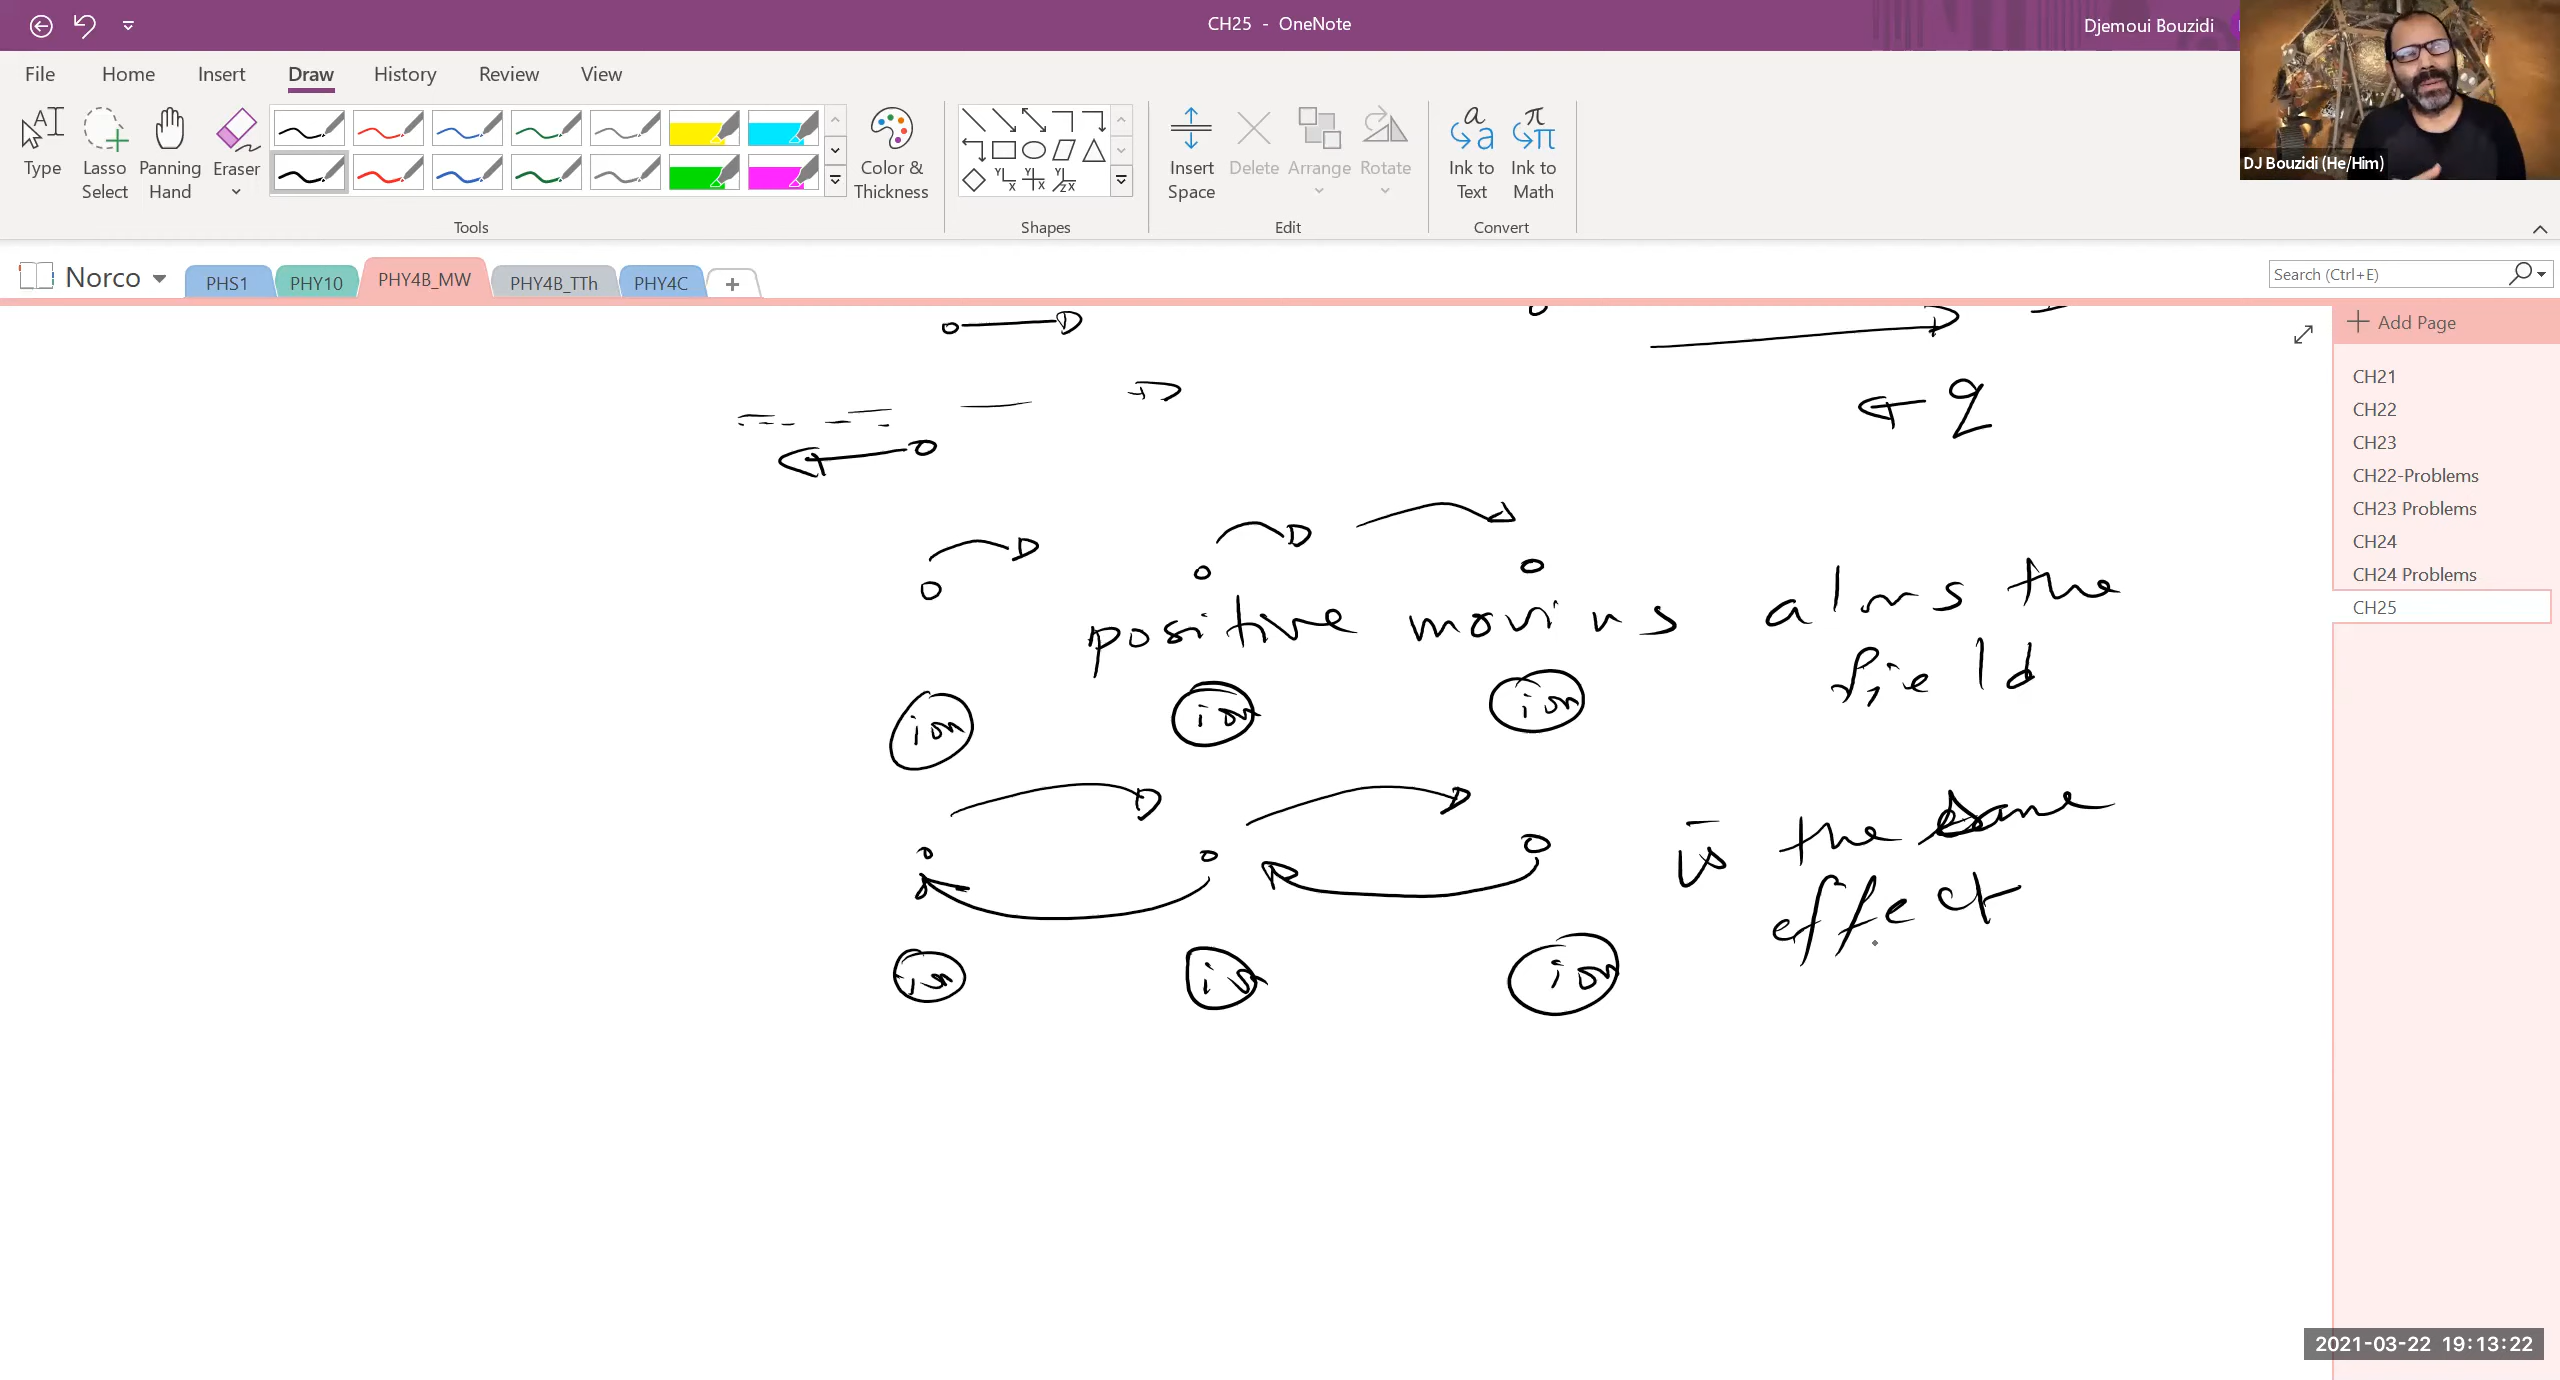 CH25 - OneNote
Djemoui Bouzidi
File Home Insert Draw History Review View
Type
Lasso Select
Panning Hand
Eraser
Color & Thickness
Insert Space
Delete
Arrange
Rotate
Ink to Text
Ink to Math
Tools
Shapes
Edit
Convert
DJ Bouzidi (He/Him)
Norco
PHS1 PHY10 PHY4B_MW PHY4B_TTh PHY4C
Search (Ctrl+E)
Add Page
CH21
CH22
CH23
CH22-Problems
CH23 Problems
CH24
CH24 Problems
CH25
q
positive moving along the
field
ion ion ion
is the same
effect
ion ion ion
2021-03-22 19:13:22